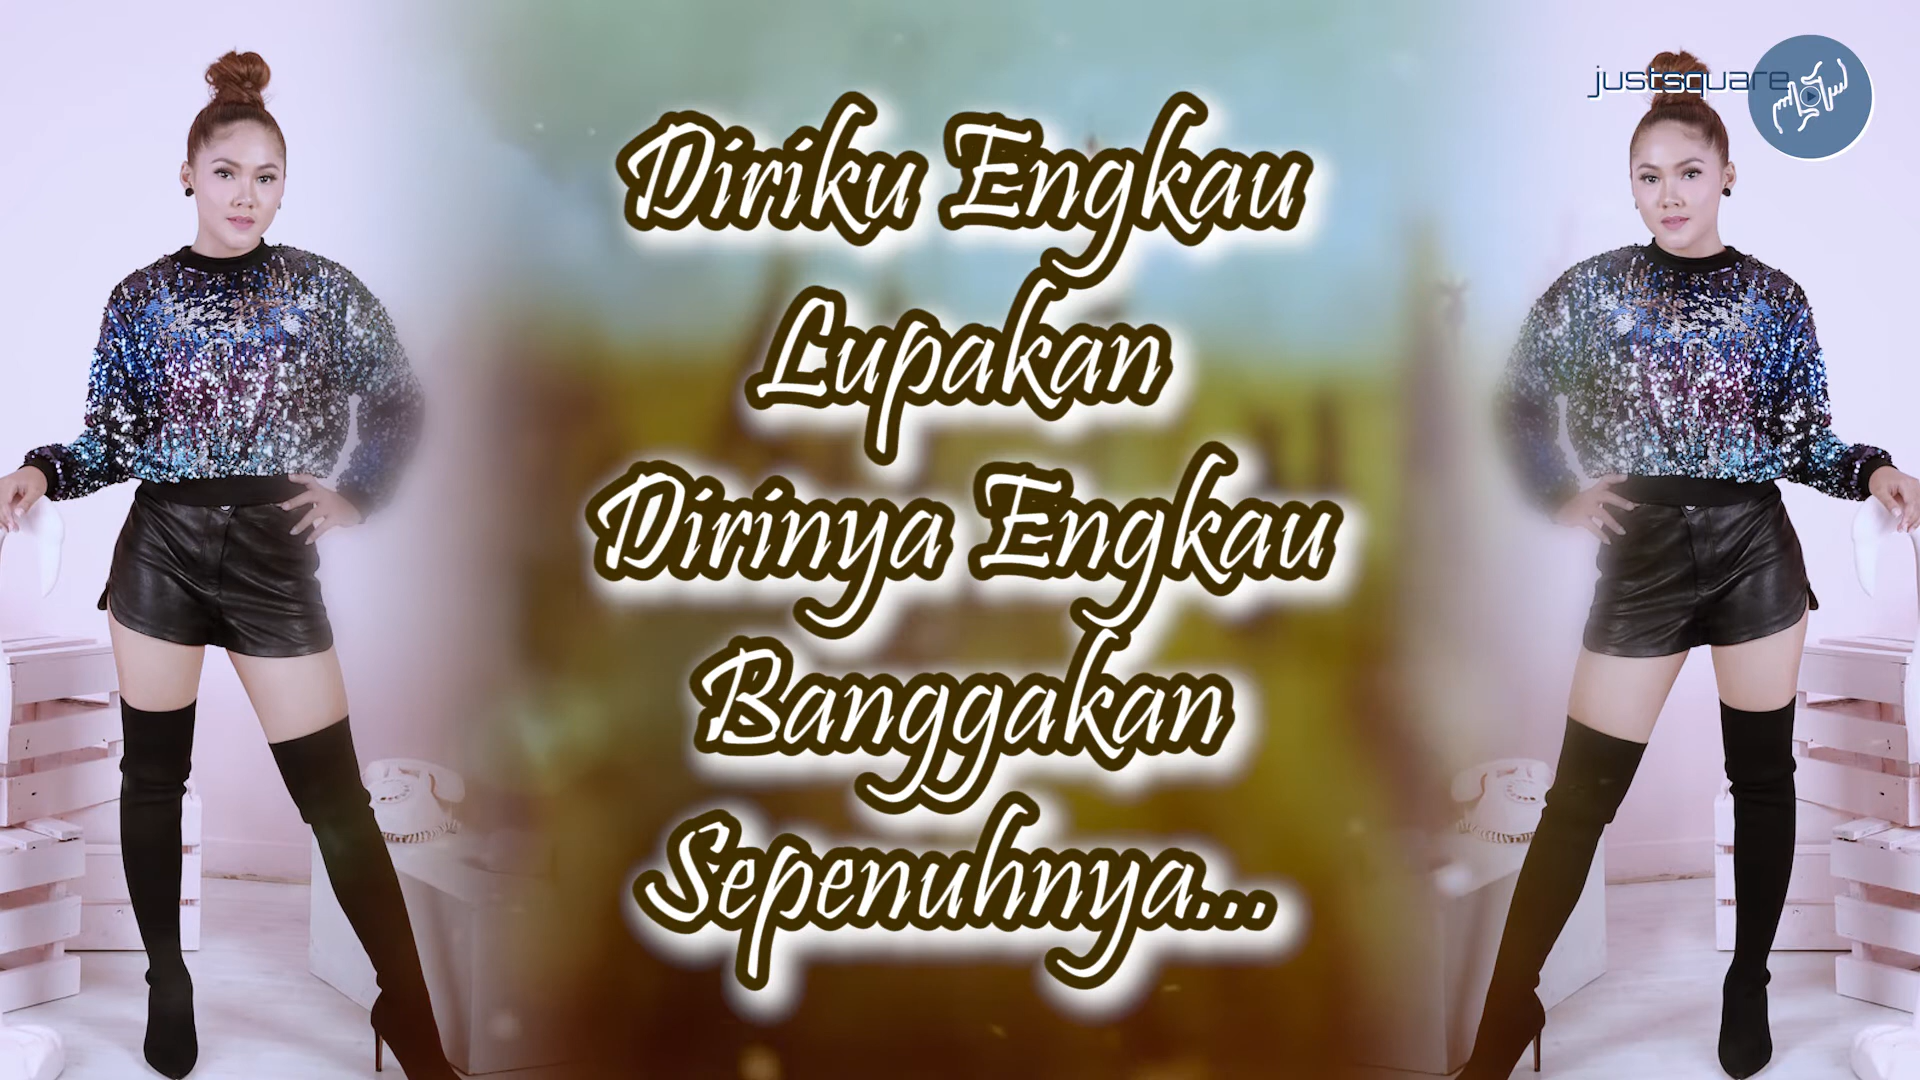 justsquare
Diriku Engkau
Lupakan
Dirinya Engkau
Banggakan
Sepenuhnya...